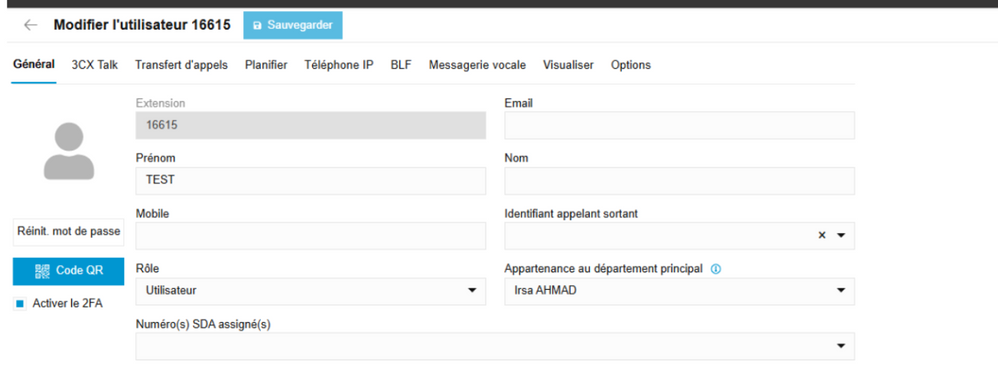 Modifier l'utilisateur 16615 Sauvegarder
Général 3CX Talk Transfert d'appels Planifier Téléphone IP BLF Messagerie vocale Visualiser Options
Extension Email
16615
Prénom Nom
TEST
Mobile Identifiant appelant sortant
Réinit. mot de passe
Code QR Rôle Appartenance au département principal
Utilisateur Irsa AHMAD
Activer le 2FA
Numéro(s) SDA assigné(s)